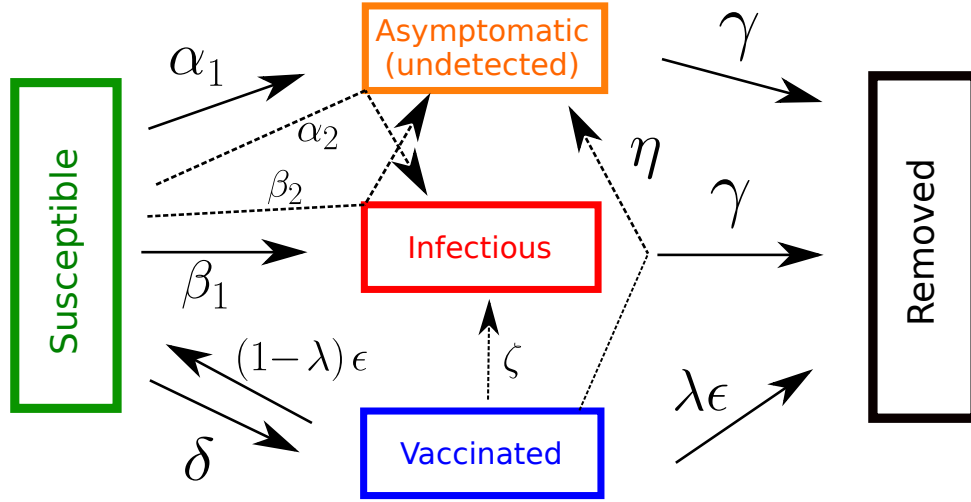 Asymptomatic
(undetected)
α₁
γ
α₂
η
β₂
γ
Susceptible
Infectious
Removed
β₁
(1−λ) ϵ
ζ
λϵ
δ
Vaccinated